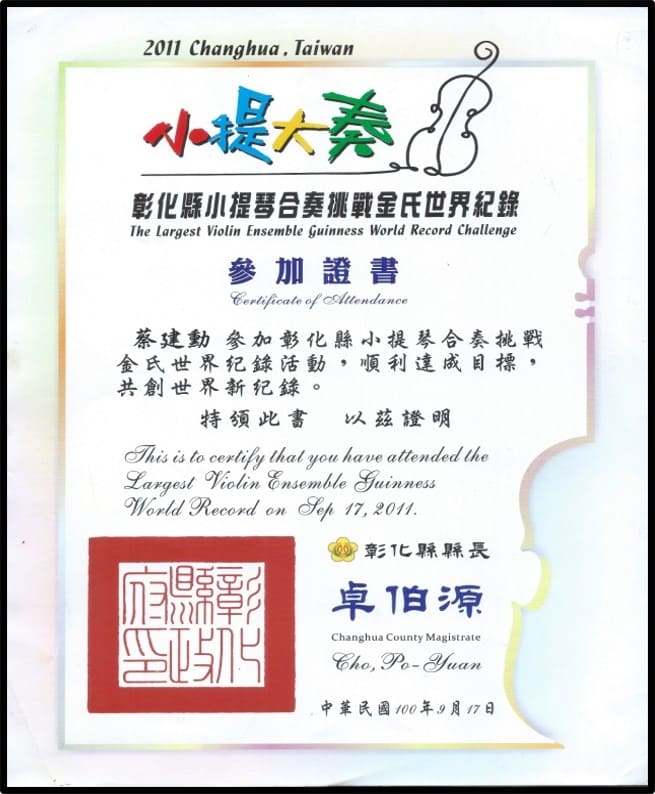 2011 Changhua , Taiwan
小提大奏
彰化縣小提琴合奏挑戰金氏世界紀錄
The Largest Violin Ensemble Guinness World Record Challenge
參加證書
Certificate of Attendance
蔡建勳 參加彰化縣小提琴合奏挑戰
金氏世界紀錄活動，順利達成目標，
共創世界新紀錄。
特頒此書 以茲證明
This is to certify that you have attended the
Largest Violin Ensemble Guinness
World Record on Sep 17, 2011.
彰化縣政府印
彰化縣縣長
卓伯源
Changhua County Magistrate
Cho, Po-Yuan
中華民國100年9月17日